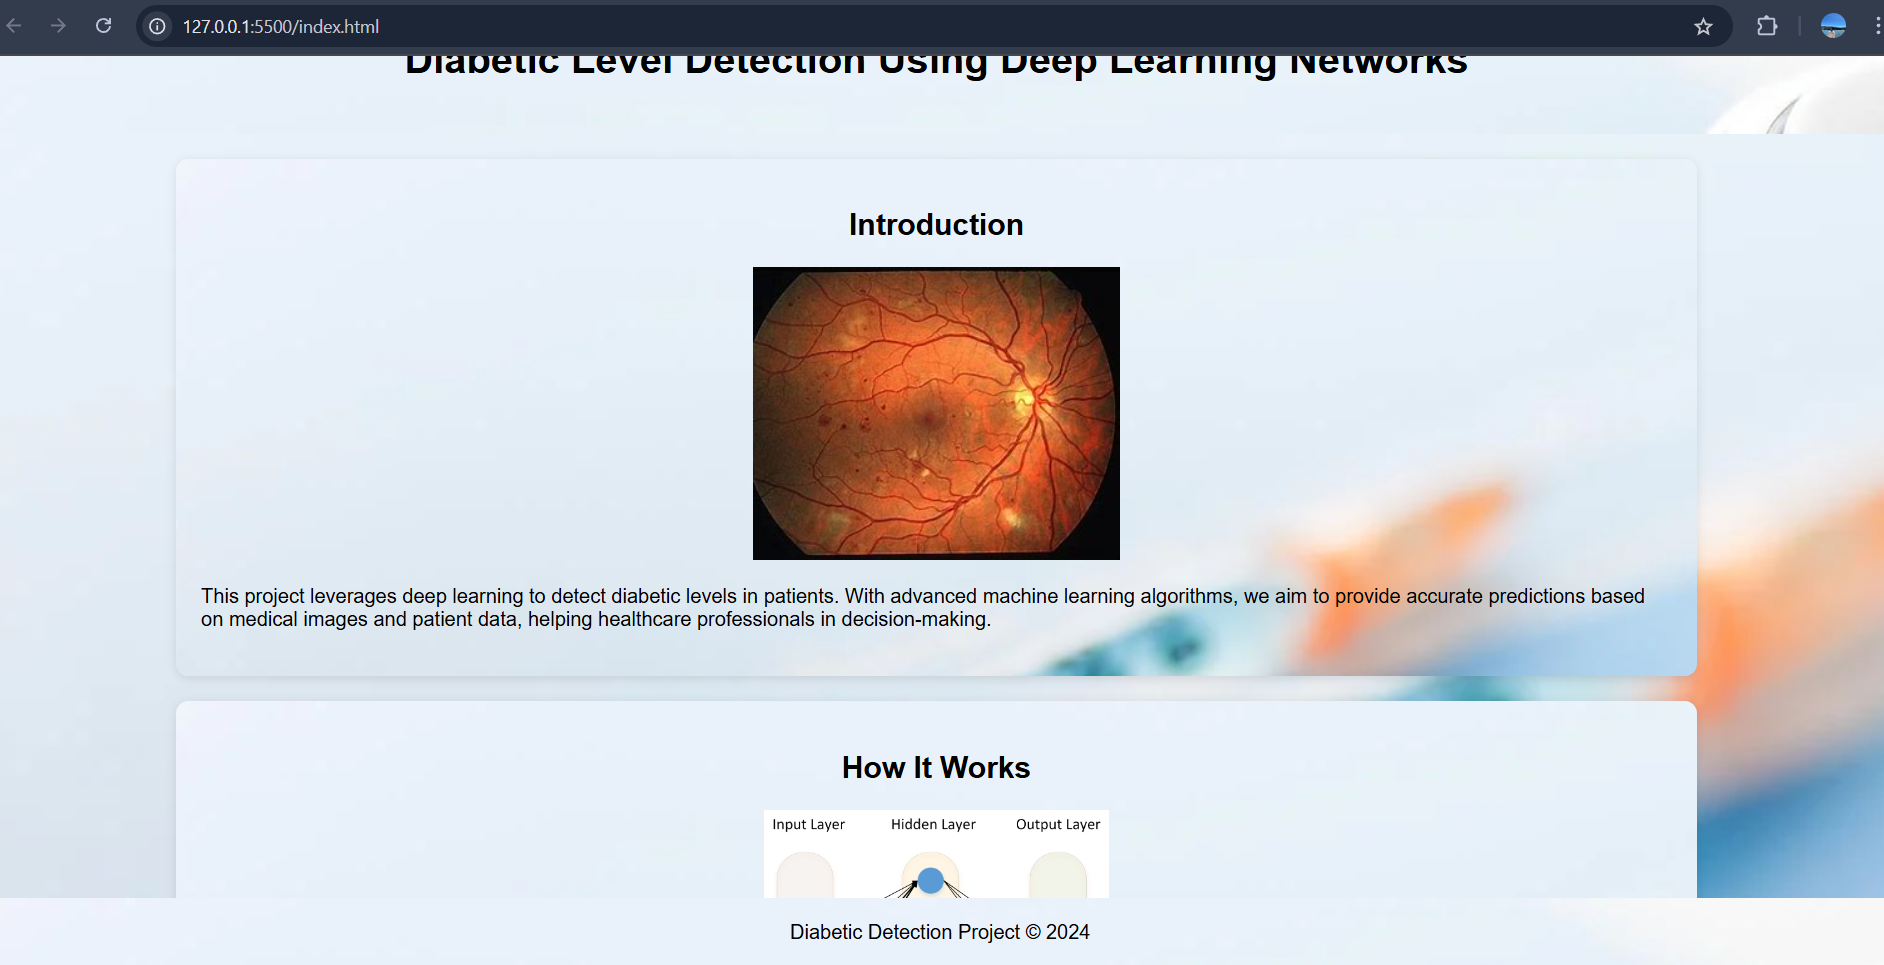 127.0.0.1:5500/index.html
Diabetic Level Detection Using Deep Learning Networks
Introduction
This project leverages deep learning to detect diabetic levels in patients. With advanced machine learning algorithms, we aim to provide accurate predictions based
on medical images and patient data, helping healthcare professionals in decision-making.
How It Works
Input Layer Hidden Layer Output Layer
Diabetic Detection Project © 2024